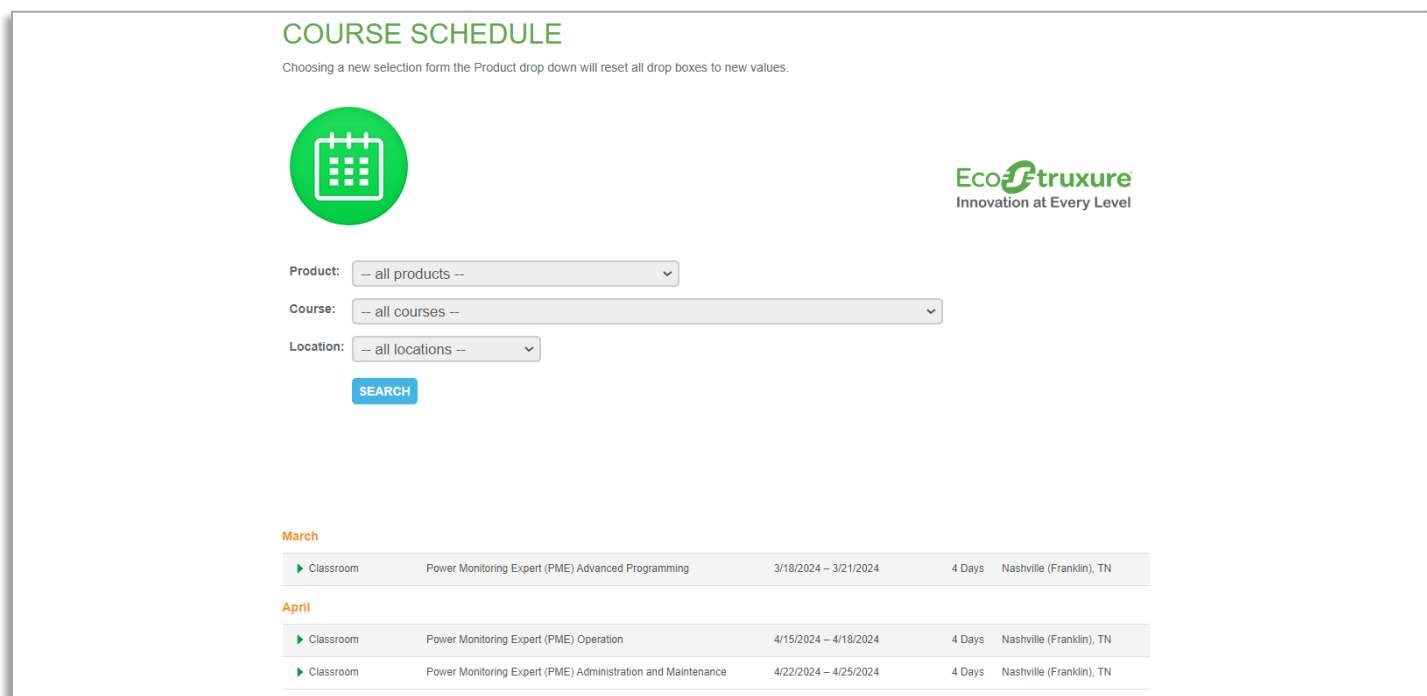 COURSE SCHEDULE
Choosing a new selection form the Product drop down will reset all drop boxes to new values.
EcoStruxure
Innovation at Every Level
Product: -- all products --
Course: -- all courses --
Location: -- all locations --
SEARCH
March
Classroom Power Monitoring Expert (PME) Advanced Programming 3/18/2024 – 3/21/2024 4 Days Nashville (Franklin), TN
April
Classroom Power Monitoring Expert (PME) Operation 4/15/2024 – 4/18/2024 4 Days Nashville (Franklin), TN
Classroom Power Monitoring Expert (PME) Administration and Maintenance 4/22/2024 – 4/25/2024 4 Days Nashville (Franklin), TN